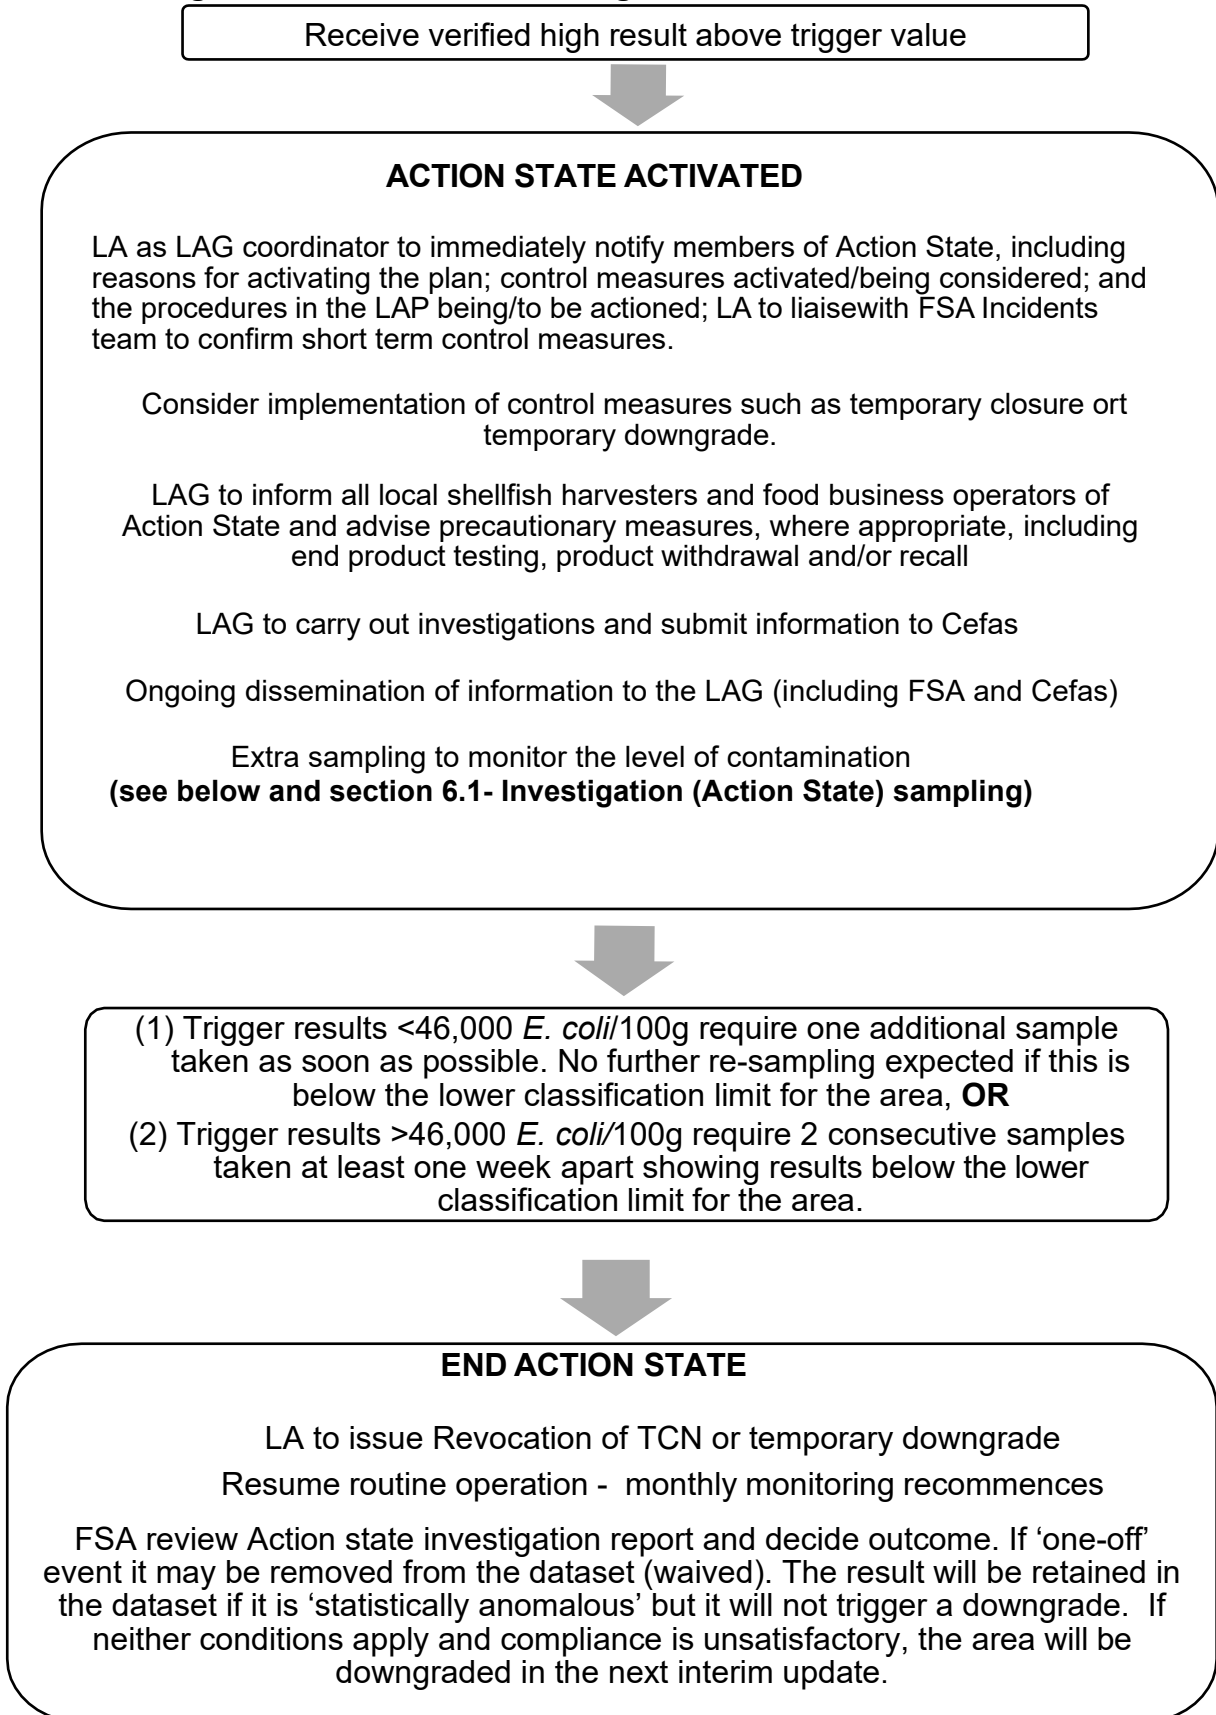 Receive verified high result above trigger value
ACTION STATE ACTIVATED
LA as LAG coordinator to immediately notify members of Action State, including
reasons for activating the plan; control measures activated/being considered; and
the procedures in the LAP being/to be actioned; LA to liaisewith FSA Incidents
team to confirm short term control measures.
Consider implementation of control measures such as temporary closure ort
temporary downgrade.
LAG to inform all local shellfish harvesters and food business operators of
Action State and advise precautionary measures, where appropriate, including
end product testing, product withdrawal and/or recall
LAG to carry out investigations and submit information to Cefas
Ongoing dissemination of information to the LAG (including FSA and Cefas)
Extra sampling to monitor the level of contamination
(see below and section 6.1- Investigation (Action State) sampling)
(1) Trigger results <46,000 E. coli/100g require one additional sample
taken as soon as possible. No further re-sampling expected if this is
below the lower classification limit for the area, OR
(2) Trigger results >46,000 E. coli/100g require 2 consecutive samples
taken at least one week apart showing results below the lower
classification limit for the area.
END ACTION STATE
LA to issue Revocation of TCN or temporary downgrade
Resume routine operation - monthly monitoring recommences
FSA review Action state investigation report and decide outcome. If ‘one-off’
event it may be removed from the dataset (waived). The result will be retained in
the dataset if it is ‘statistically anomalous’ but it will not trigger a downgrade. If
neither conditions apply and compliance is unsatisfactory, the area will be
downgraded in the next interim update.